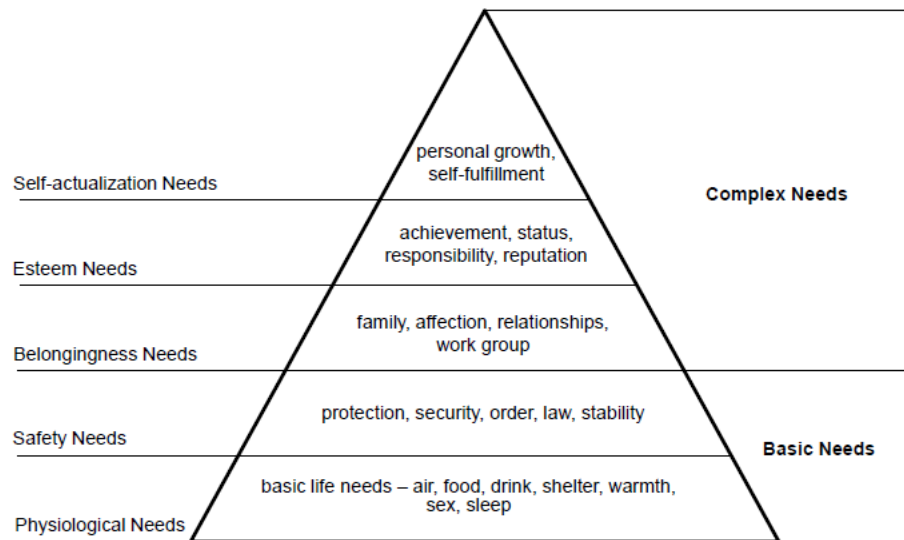 personal growth,
self-fulfillment
Self-actualization Needs
Complex Needs
achievement, status,
responsibility, reputation
Esteem Needs
family, affection, relationships,
work group
Belongingness Needs
protection, security, order, law, stability
Safety Needs
Basic Needs
basic life needs – air, food, drink, shelter, warmth,
sex, sleep
Physiological Needs